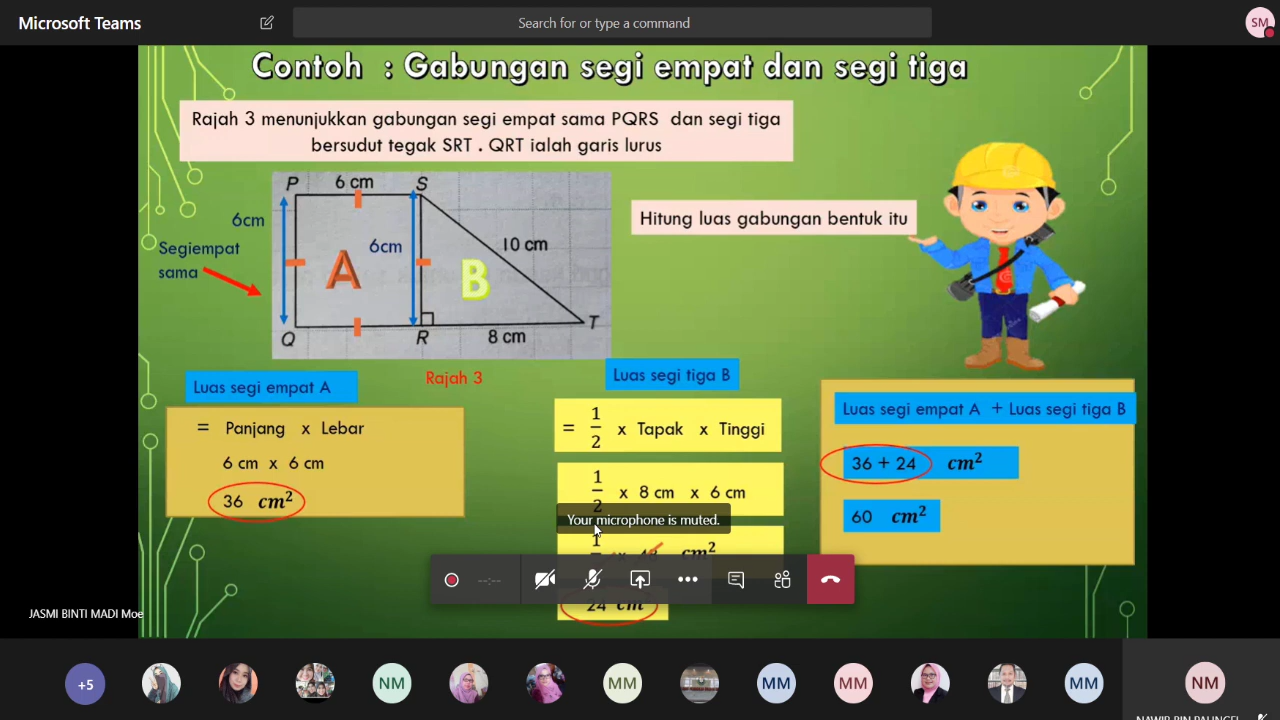 Microsoft Teams
Search for or type a command
SM
Contoh : Gabungan segi empat dan segi tiga
Rajah 3 menunjukkan gabungan segi empat sama PQRS dan segi tiga
bersudut tegak SRT . QRT ialah garis lurus
P 6 cm S
6cm
Hitung luas gabungan bentuk itu
Segiempat
sama
6cm
10 cm
A
B
T
Q R 8 cm
Rajah 3
Luas segi empat A
= Panjang x Lebar
6 cm x 6 cm
36 cm²
Luas segi tiga B
= 1/2 x Tapak x Tinggi
1/2 x 8 cm x 6 cm
Your microphone is muted.
cm²
24 cm
Luas segi empat A + Luas segi tiga B
36 + 24 cm²
60 cm²
--:--
JASMI BINTI MADI Moe
+5
NM
MM
MM
MM
MM
NM